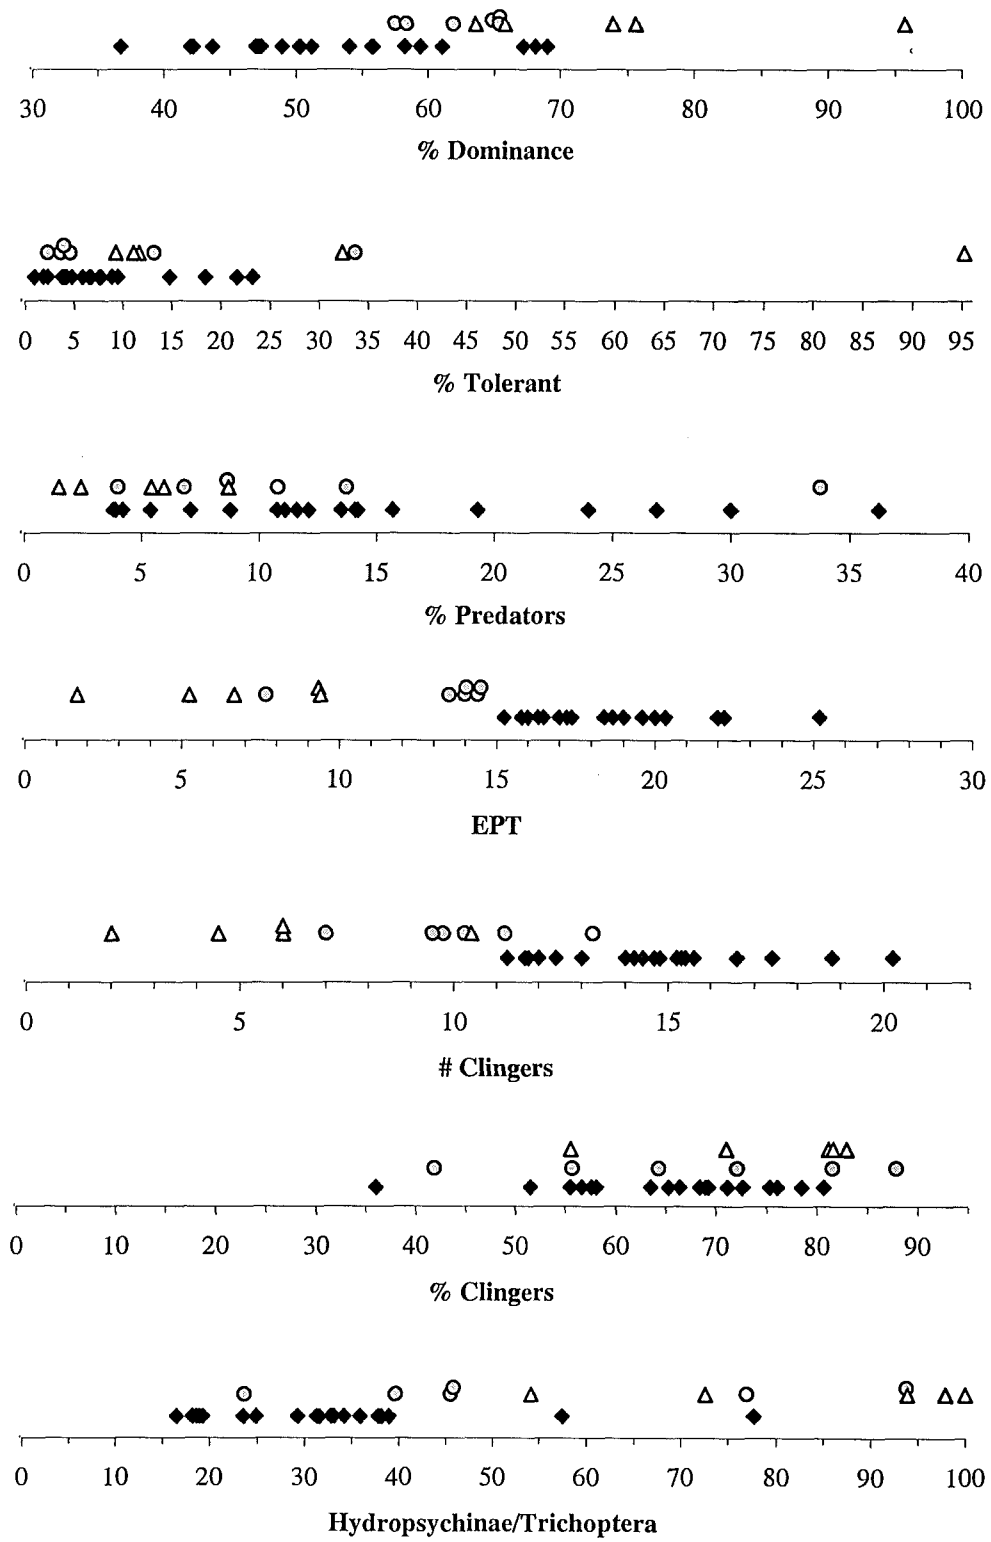 30 40 50 60 70 80 90 100
% Dominance
0 5 10 15 20 25 30 35 40 45 50 55 60 65 70 75 80 85 90 95
% Tolerant
0 5 10 15 20 25 30 35 40
% Predators
0 5 10 15 20 25 30
EPT
0 5 10 15 20
# Clingers
0 10 20 30 40 50 60 70 80 90
% Clingers
0 10 20 30 40 50 60 70 80 90 100
Hydropsychinae/Trichoptera